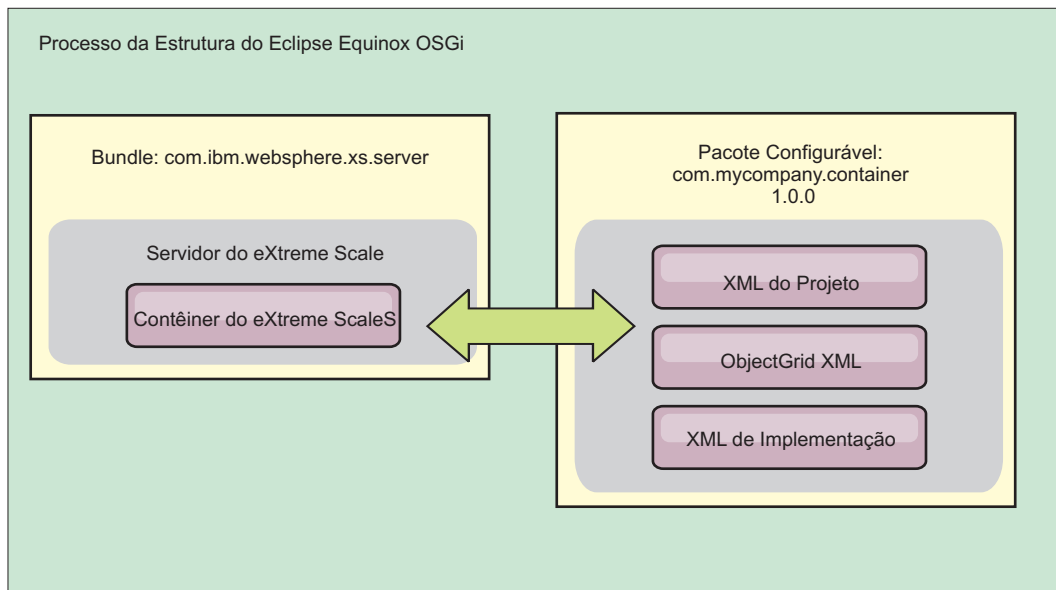 Processo da Estrutura do Eclipse Equinox OSGi
Bundle: com.ibm.websphere.xs.server
Servidor do eXtreme Scale
Contêiner do eXtreme ScaleS
Pacote Configurável:
com.mycompany.container
1.0.0
XML do Projeto
ObjectGrid XML
XML de Implementação